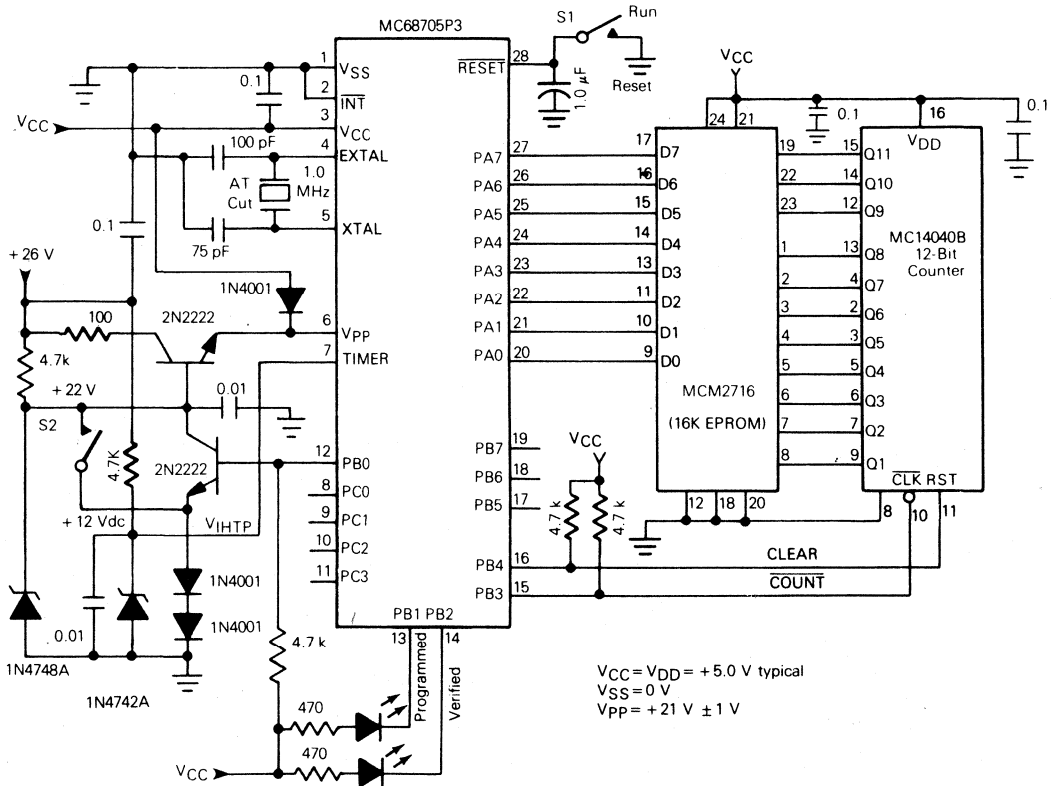 MC68705P3
S1
Run
Reset
1.0 µF
28
RESET
1
VSS
2
INT
3
VCC
4
EXTAL
5
XTAL
6
VPP
7
TIMER
12
PB0
8
PC0
9
PC1
10
PC2
11
PC3
PB1 PB2
13
14
0.1
VCC
100 pF
AT
Cut
1.0
MHz
75 pF
0.1
+ 26 V
1N4001
100
2N2222
4.7k
+ 22 V
S2
0.01
4.7K
2N2222
+ 12 Vdc
VIHTP
1N4001
1N4001
0.01
1N4748A
1N4742A
4.7 k
470
470
Programmed
Verified
VCC
PA7
27
PA6
26
PA5
25
PA4
24
PA3
23
PA2
22
PA1
21
PA0
20
PB7
19
PB6
18
PB5
17
PB4
16
PB3
15
VCC
4.7 k
4.7 k
VCC
24
21
17
D7
16
D6
15
D5
14
D4
13
D3
11
D2
10
D1
9
D0
MCM2716
(16K EPROM)
12
18
20
0.1
0.1
16
VDD
19
15
Q11
22
14
Q10
23
12
Q9
1
13
Q8
2
4
Q7
3
2
Q6
4
3
Q5
5
5
Q4
6
6
Q3
7
7
Q2
8
9
Q1
MC14040B
12-Bit
Counter
CLK RST
8
10
11
CLEAR
COUNT
VCC = VDD = +5.0 V typical
VSS = 0 V
VPP = +21 V ± 1 V